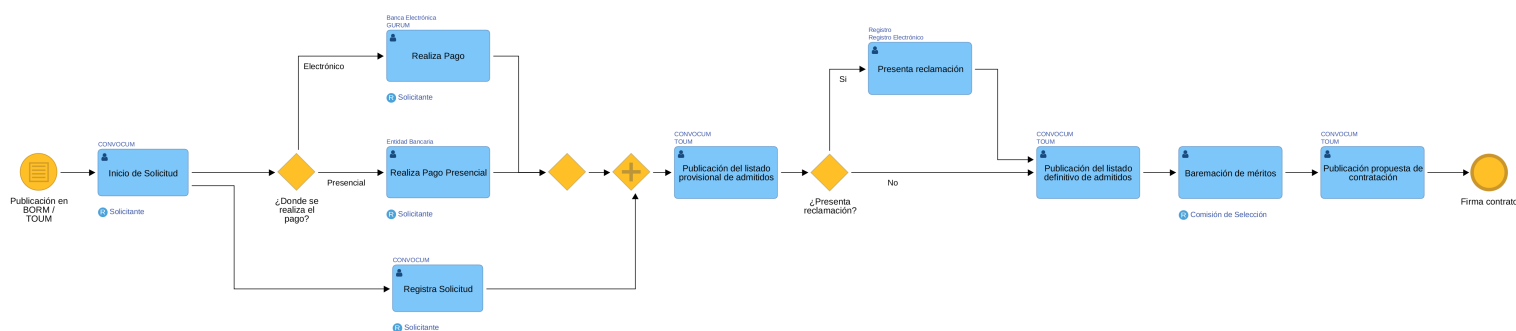 Publicación en
BORM /
TOUM
CONVOCUM
Inicio de Solicitud
R Solicitante
¿Donde se
realiza el
pago?
Electrónico
Presencial
Banca Electrónica
GURUM
Realiza Pago
R Solicitante
Entidad Bancaria
Realiza Pago Presencial
R Solicitante
CONVOCUM
Registra Solicitud
R Solicitante
CONVOCUM
TOUM
Publicación del listado
provisional de admitidos
¿Presenta
reclamación?
Si
No
Registro
Registro Electrónico
Presenta reclamación
CONVOCUM
TOUM
Publicación del listado
definitivo de admitidos
Baremación de méritos
R Comisión de Selección
CONVOCUM
TOUM
Publicación propuesta de
contratación
Firma contrato